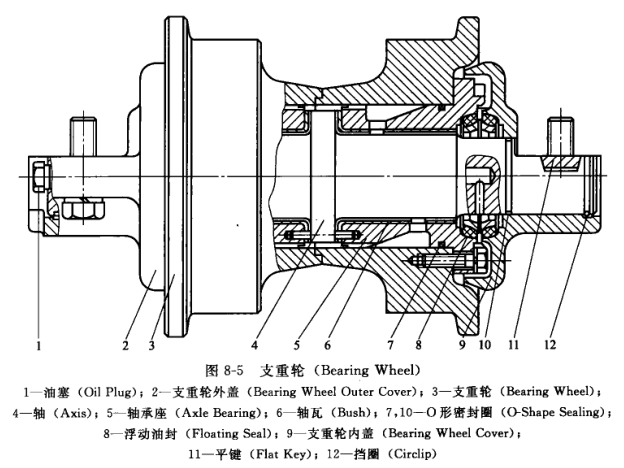 1 2 3 4 5 6 7 8 9 10 11 12
图 8-5 支重轮（Bearing Wheel）
1—油塞（Oil Plug）；2—支重轮外盖（Bearing Wheel Outer Cover）；3—支重轮（Bearing Wheel）；
4—轴（Axis）；5—轴承座（Axle Bearing）；6—轴瓦（Bush）；7,10—O 形密封圈（O-Shape Sealing）；
8—浮动油封（Floating Seal）；9—支重轮内盖（Bearing Wheel Cover）；
11—平键（Flat Key）；12—挡圈（Circlip）